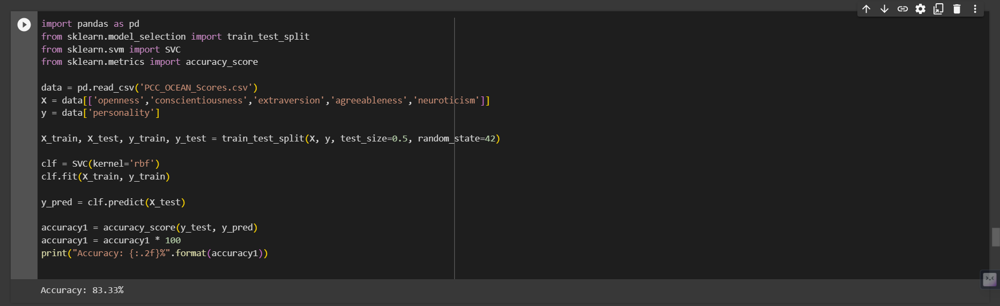 import pandas as pd
from sklearn.model_selection import train_test_split
from sklearn.svm import SVC
from sklearn.metrics import accuracy_score
data = pd.read_csv('PCC_OCEAN_Scores.csv')
X = data[['openness','conscientiousness','extraversion','agreeableness','neuroticism']]
y = data['personality']
X_train, X_test, y_train, y_test = train_test_split(X, y, test_size=0.5, random_state=42)
clf = SVC(kernel='rbf')
clf.fit(X_train, y_train)
y_pred = clf.predict(X_test)
accuracy1 = accuracy_score(y_test, y_pred)
accuracy1 = accuracy1 * 100
print("Accuracy: {:.2f}%".format(accuracy1))
Accuracy: 83.33%